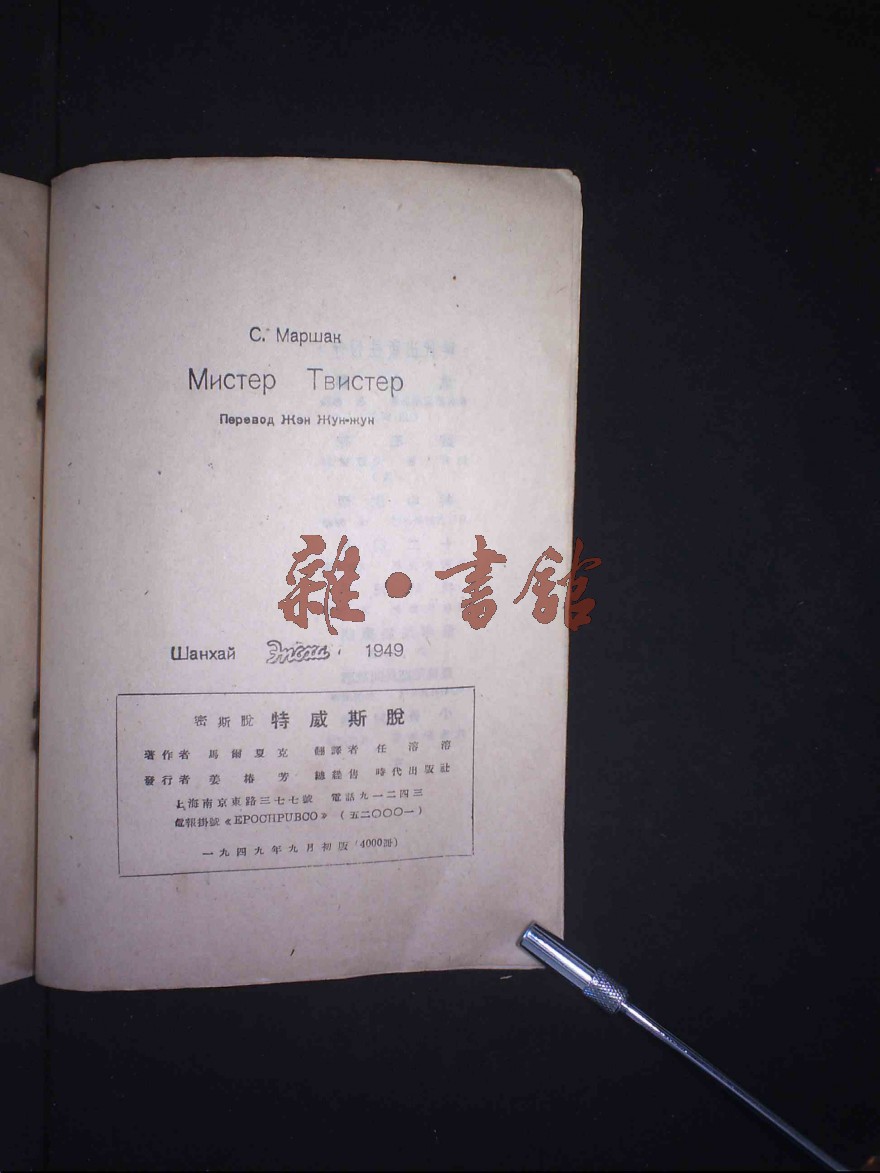 С. Маршак
Мистер Твистер
Перевод Жэн Жун-жун
雜·書館
Шанхай Эпоха 1949
密斯脫 特威斯脫
著作者 馬爾夏克 翻譯者 任溶溶
發行者 姜椿芳 總經售 時代出版社
上海南京東路三七七號 電話九一二四三
電報掛號《EPOCHPUBCO》(五二〇〇〇一)
一九四九年九月初版(4000冊)